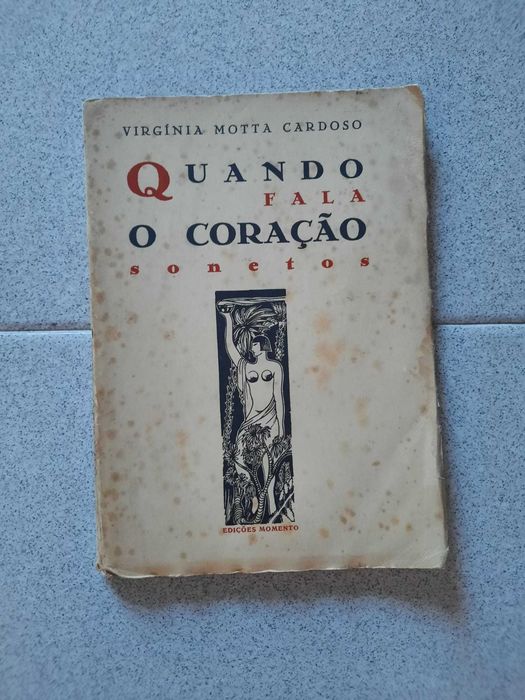 VIRGÍNIA MOTTA CARDOSO
QUANDO
FALA
O CORAÇÃO
sonetos
EDIÇÕES MOMENTO